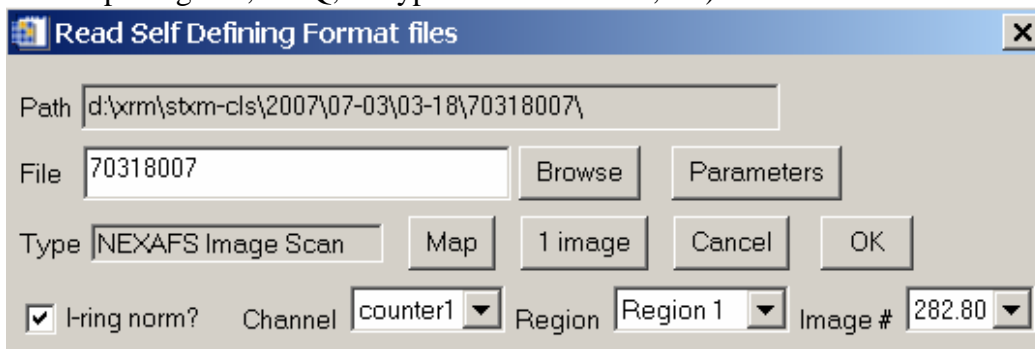 Read Self Defining Format files
Path d:\xrm\stxm-cls\2007\07-03\03-18\70318007\
File 70318007 Browse Parameters
Type NEXAFS Image Scan Map 1 image Cancel OK
I-ring norm? Channel counter1 Region Region 1 Image # 282.80